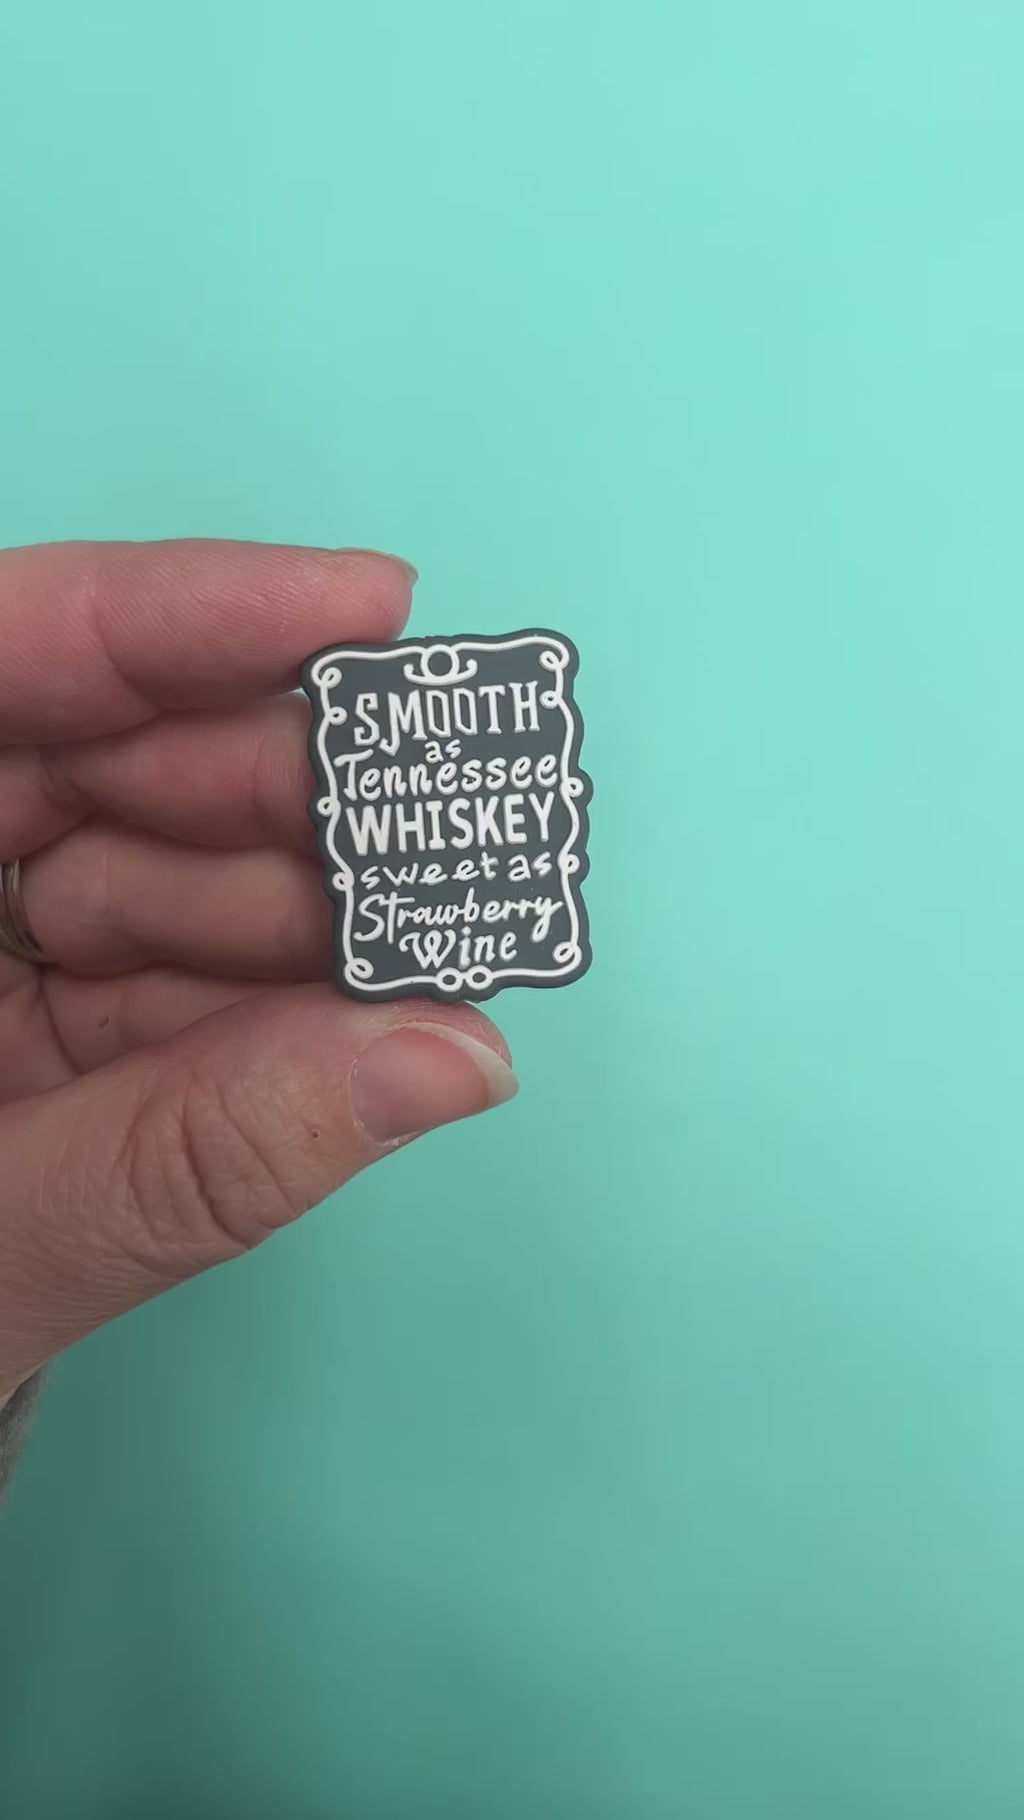 SMOOTH
as
Tennessee
WHISKEY
sweet as
Strawberry
Wine